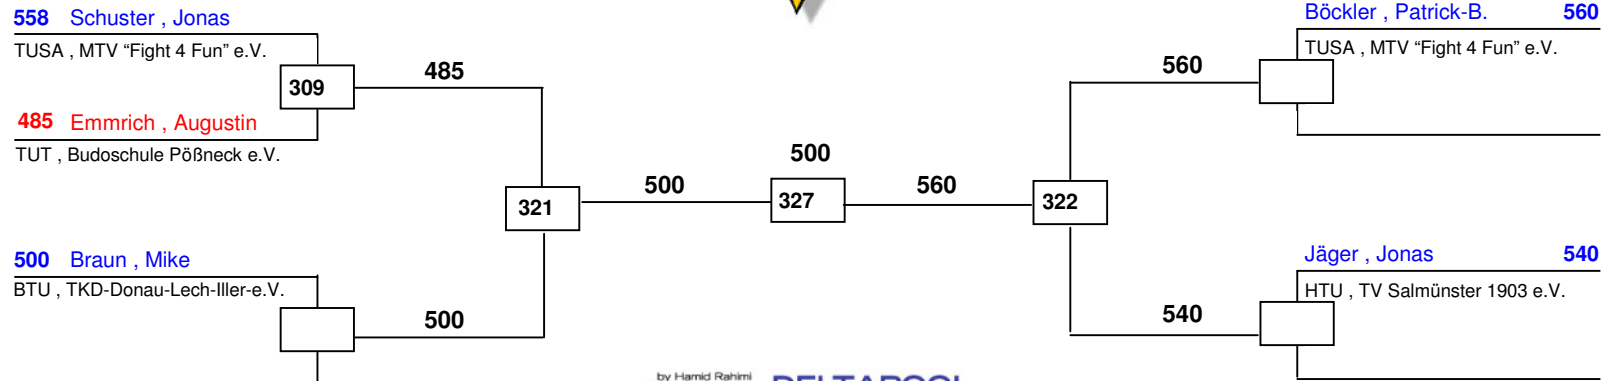 558 Schuster , Jonas
TUSA , MTV “Fight 4 Fun” e.V.
309
485
485 Emmrich , Augustin
TUT , Budoschule Pößneck e.V.
321
500
500
327
560
322
500 Braun , Mike
BTU , TKD-Donau-Lech-Iller-e.V.
500
Böckler , Patrick-B. 560
TUSA , MTV “Fight 4 Fun” e.V.
560
Jäger , Jonas 540
HTU , TV Salmünster 1903 e.V.
540
by Hamid Rahimi
DELTAPOOL